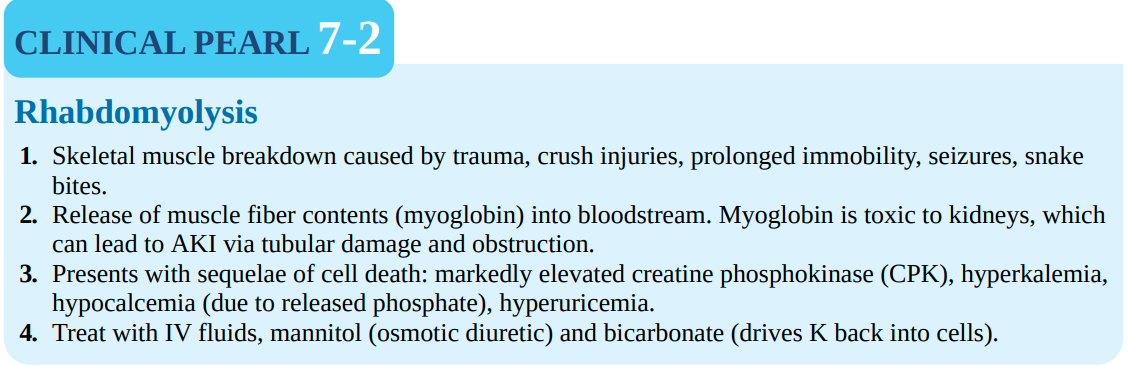 CLINICAL PEARL 7-2
Rhabdomyolysis
1. Skeletal muscle breakdown caused by trauma, crush injuries, prolonged immobility, seizures, snake
bites.
2. Release of muscle fiber contents (myoglobin) into bloodstream. Myoglobin is toxic to kidneys, which
can lead to AKI via tubular damage and obstruction.
3. Presents with sequelae of cell death: markedly elevated creatine phosphokinase (CPK), hyperkalemia,
hypocalcemia (due to released phosphate), hyperuricemia.
4. Treat with IV fluids, mannitol (osmotic diuretic) and bicarbonate (drives K back into cells).